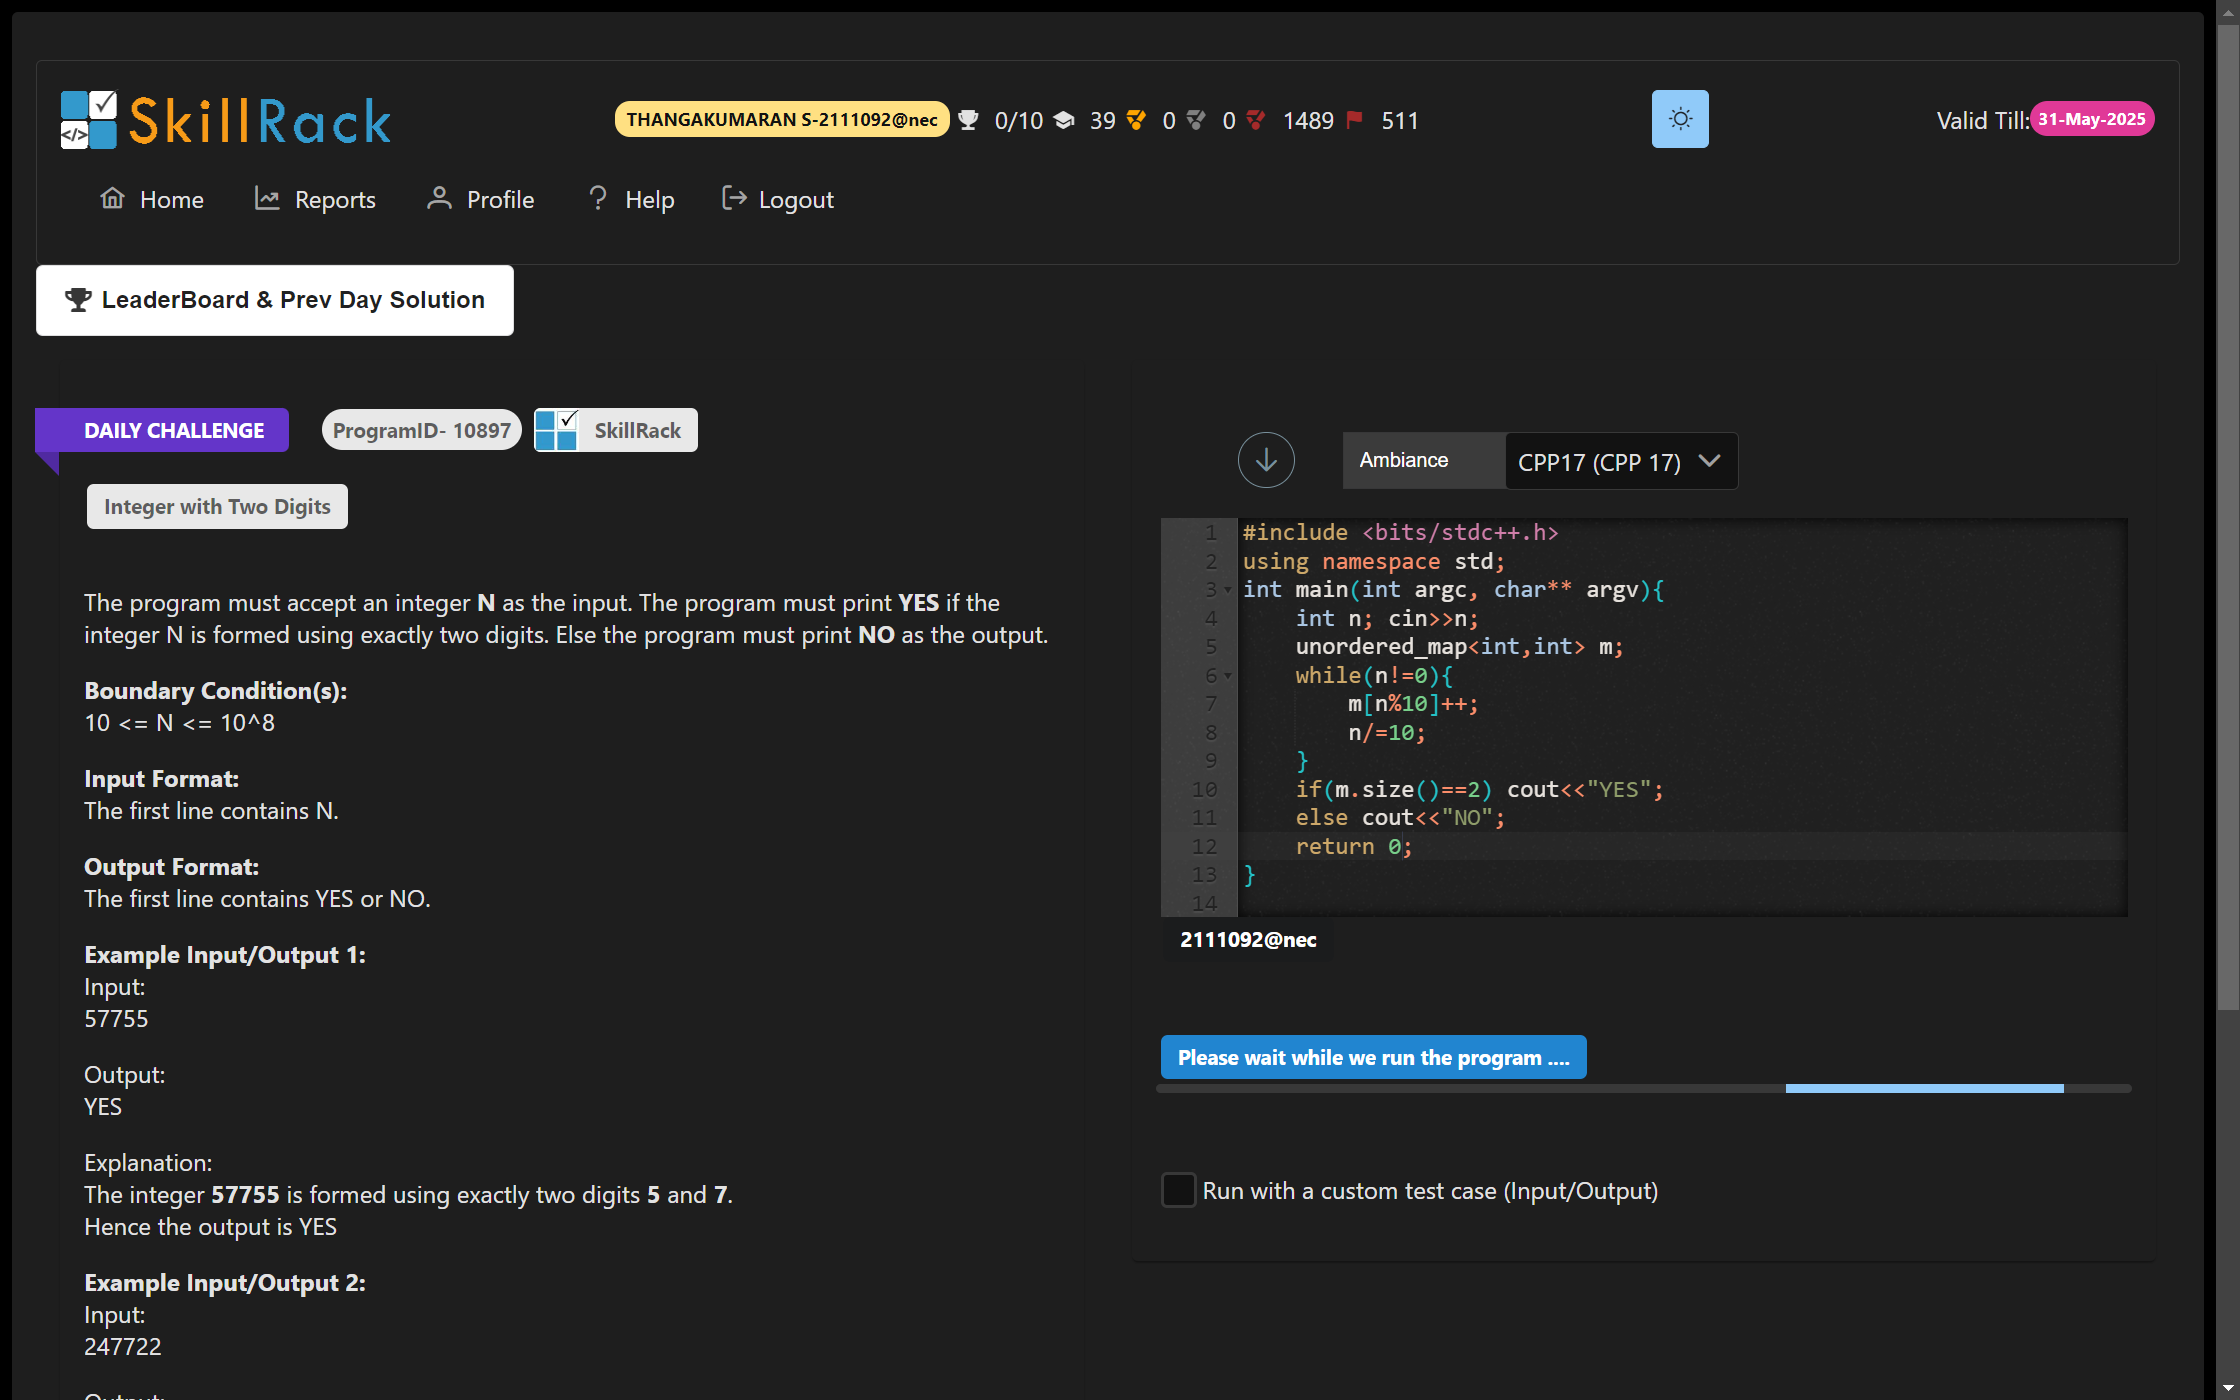 SkillRack
THANGAKUMARAN S-2111092@nec 0/10 39 0 0 1489 511
Valid Till: 31-May-2025
Home Reports Profile Help Logout
LeaderBoard & Prev Day Solution
DAILY CHALLENGE ProgramID- 10897 SkillRack
Integer with Two Digits
The program must accept an integer N as the input. The program must print YES if the
integer N is formed using exactly two digits. Else the program must print NO as the output.
Boundary Condition(s):
10 <= N <= 10^8
Input Format:
The first line contains N.
Output Format:
The first line contains YES or NO.
Example Input/Output 1:
Input:
57755
Output:
YES
Explanation:
The integer 57755 is formed using exactly two digits 5 and 7.
Hence the output is YES
Example Input/Output 2:
Input:
247722
Output:
Ambiance CPP17 (CPP 17)
1 #include <bits/stdc++.h>
2 using namespace std;
3 int main(int argc, char** argv){
4     int n; cin>>n;
5     unordered_map<int,int> m;
6     while(n!=0){
7         m[n%10]++;
8         n/=10;
9     }
10     if(m.size()==2) cout<<"YES";
11     else cout<<"NO";
12     return 0;
13 }
14
2111092@nec
Please wait while we run the program ....
Run with a custom test case (Input/Output)